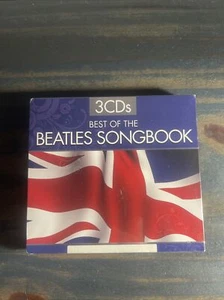 3CDs
BEST OF THE
BEATLES SONGBOOK